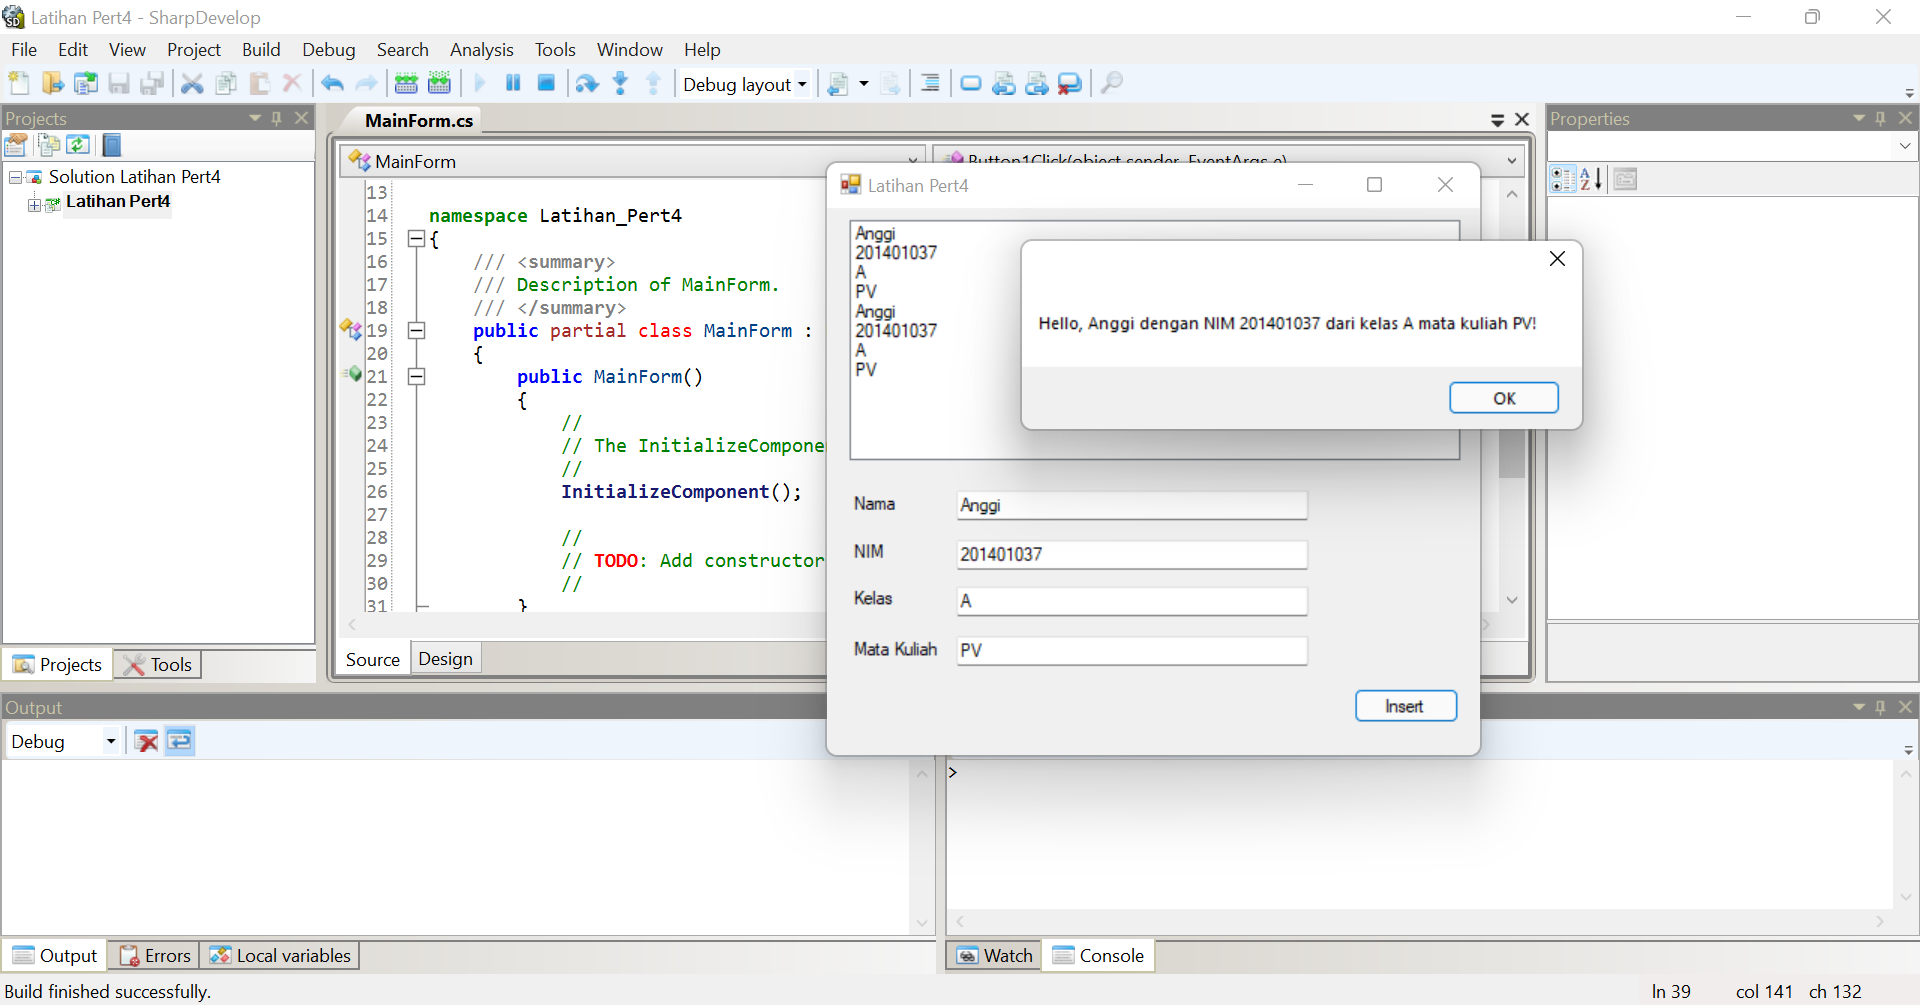 Latihan Pert4 - SharpDevelop
File Edit View Project Build Debug Search Analysis Tools Window Help
Debug layout
Projects
Solution Latihan Pert4
Latihan Pert4
Projects Tools
MainForm.cs
MainForm
Button1Click(object sender, EventArgs e)
13
14 namespace Latihan_Pert4
15 {
16 /// <summary>
17 /// Description of MainForm.
18 /// </summary>
19 public partial class MainForm :
20 {
21 public MainForm()
22 {
23 //
24 // The InitializeCompone
25 //
26 InitializeComponent();
27
28 //
29 // TODO: Add constructor
30 //
31 }
Source Design
Latihan Pert4
Anggi
201401037
A
PV
Anggi
201401037
A
PV
Hello, Anggi dengan NIM 201401037 dari kelas A mata kuliah PV!
OK
Nama Anggi
NIM 201401037
Kelas A
Mata Kuliah PV
Insert
Properties
Output
Debug
>
Output Errors Local variables
Watch Console
Build finished successfully.
ln 39 col 141 ch 132